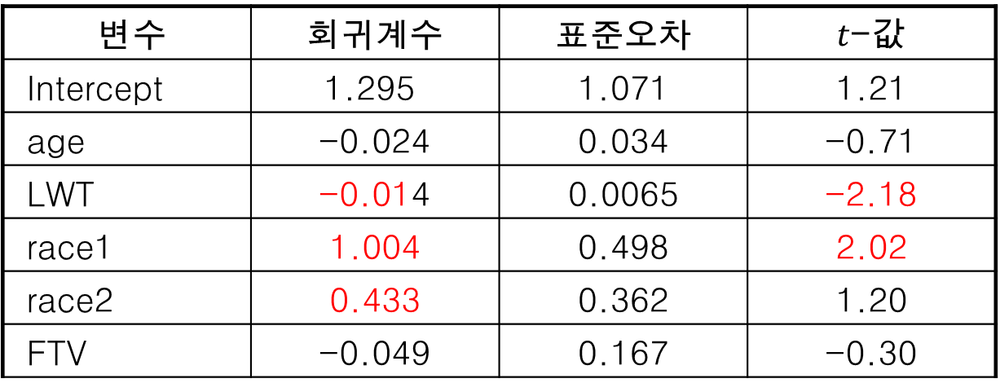 변수 회귀계수 표준오차 t-값
Intercept 1.295 1.071 1.21
age -0.024 0.034 -0.71
LWT -0.014 0.0065 -2.18
race1 1.004 0.498 2.02
race2 0.433 0.362 1.20
FTV -0.049 0.167 -0.30